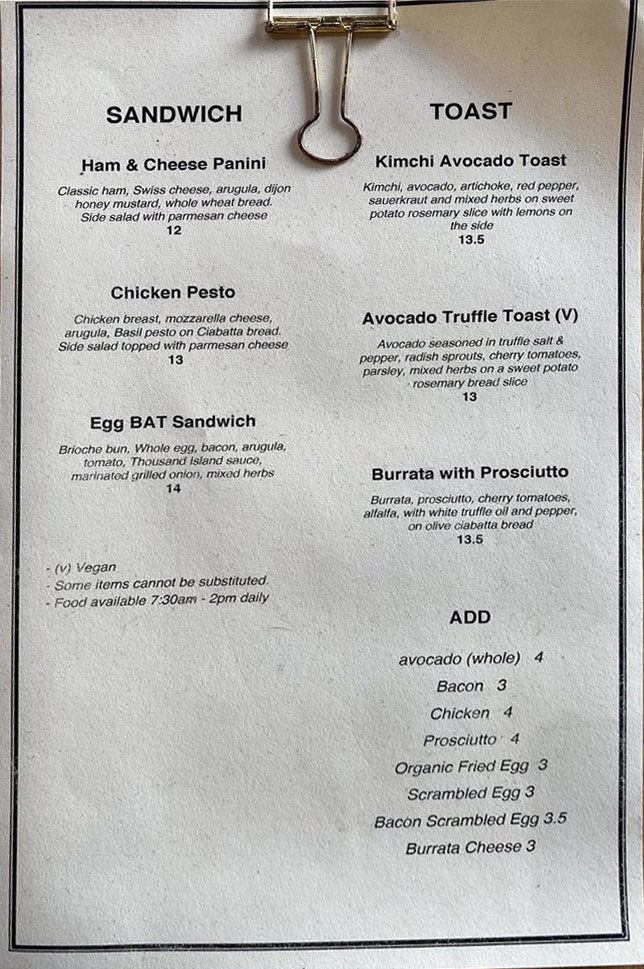 SANDWICH
Ham & Cheese Panini
Classic ham, Swiss cheese, arugula, dijon
honey mustard, whole wheat bread.
Side salad with parmesan cheese
12
Chicken Pesto
Chicken breast, mozzarella cheese,
arugula, Basil pesto on Ciabatta bread.
Side salad topped with parmesan cheese
13
Egg BAT Sandwich
Brioche bun, Whole egg, bacon, arugula,
tomato, Thousand Island sauce,
marinated grilled onion, mixed herbs
14
- (v) Vegan
- Some items cannot be substituted.
- Food available 7:30am - 2pm daily
TOAST
Kimchi Avocado Toast
Kimchi, avocado, artichoke, red pepper,
sauerkraut and mixed herbs on sweet
potato rosemary slice with lemons on
the side
13.5
Avocado Truffle Toast (V)
Avocado seasoned in truffle salt &
pepper, radish sprouts, cherry tomatoes,
parsley, mixed herbs on a sweet potato
rosemary bread slice
13
Burrata with Prosciutto
Burrata, prosciutto, cherry tomatoes,
alfalfa, with white truffle oil and pepper,
on olive ciabatta bread
13.5
ADD
avocado (whole) 4
Bacon 3
Chicken 4
Prosciutto 4
Organic Fried Egg 3
Scrambled Egg 3
Bacon Scrambled Egg 3.5
Burrata Cheese 3